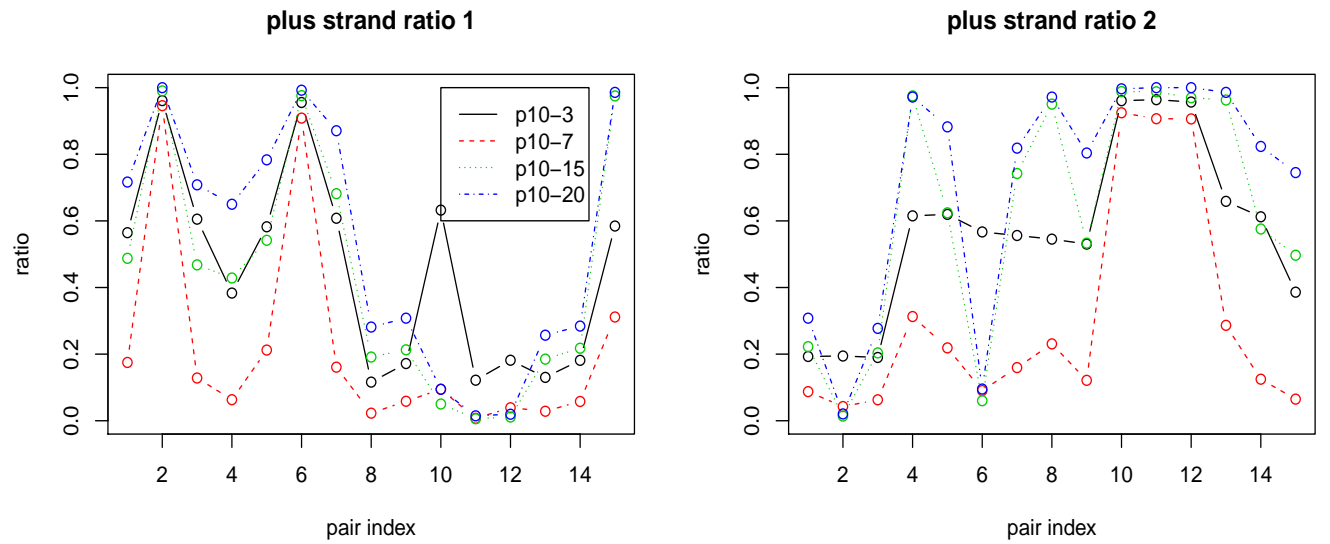 plus strand ratio 1
ratio
0.0 0.2 0.4 0.6 0.8 1.0
p10−3
p10−7
p10−15
p10−20
2 4 6 8 10 12 14
pair index
plus strand ratio 2
ratio
0.0 0.2 0.4 0.6 0.8 1.0
2 4 6 8 10 12 14
pair index